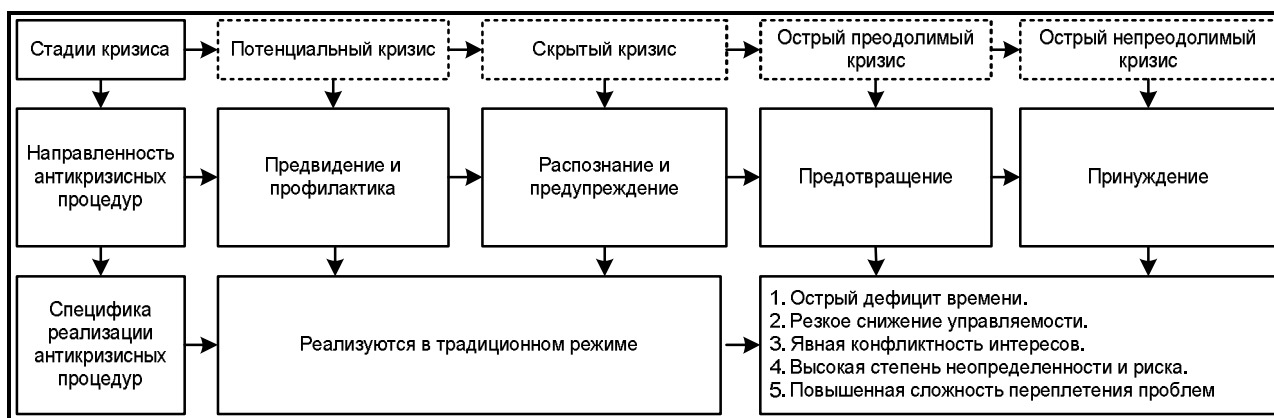 Стадии кризиса
Потенциальный кризис
Скрытый кризис
Острый преодолимый
кризис
Острый непреодолимый
кризис
Направленность
антикризисных
процедур
Предвидение и
профилактика
Распознание и
предупреждение
Предотвращение
Принуждение
Специфика
реализации
антикризисных
процедур
Реализуются в традиционном режиме
1. Острый дефицит времени.
2. Резкое снижение управляемости.
3. Явная конфликтность интересов.
4. Высокая степень неопределенности и риска.
5. Повышенная сложность переплетения проблем